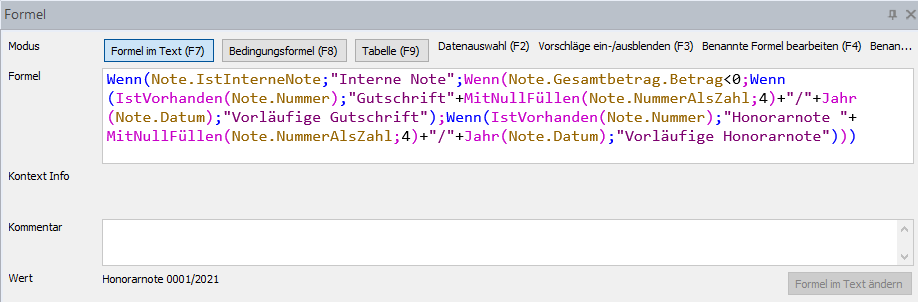 Formel
Modus
Formel im Text (F7) Bedingungsformel (F8) Tabelle (F9) Datenauswahl (F2) Vorschläge ein-/ausblenden (F3) Benannte Formel bearbeiten (F4) Benan...
Formel
Wenn(Note.IstInterneNote;"Interne Note";Wenn(Note.Gesamtbetrag.Betrag<0;Wenn
(IstVorhanden(Note.Nummer);"Gutschrift"+MitNullFüllen(Note.NummerAlsZahl;4)+"/"+Jahr
(Note.Datum);"Vorläufige Gutschrift");Wenn(IstVorhanden(Note.Nummer);"Honorarnote "+
MitNullFüllen(Note.NummerAlsZahl;4)+"/"+Jahr(Note.Datum);"Vorläufige Honorarnote")))
Kontext Info
Kommentar
Wert
Honorarnote 0001/2021
Formel im Text ändern